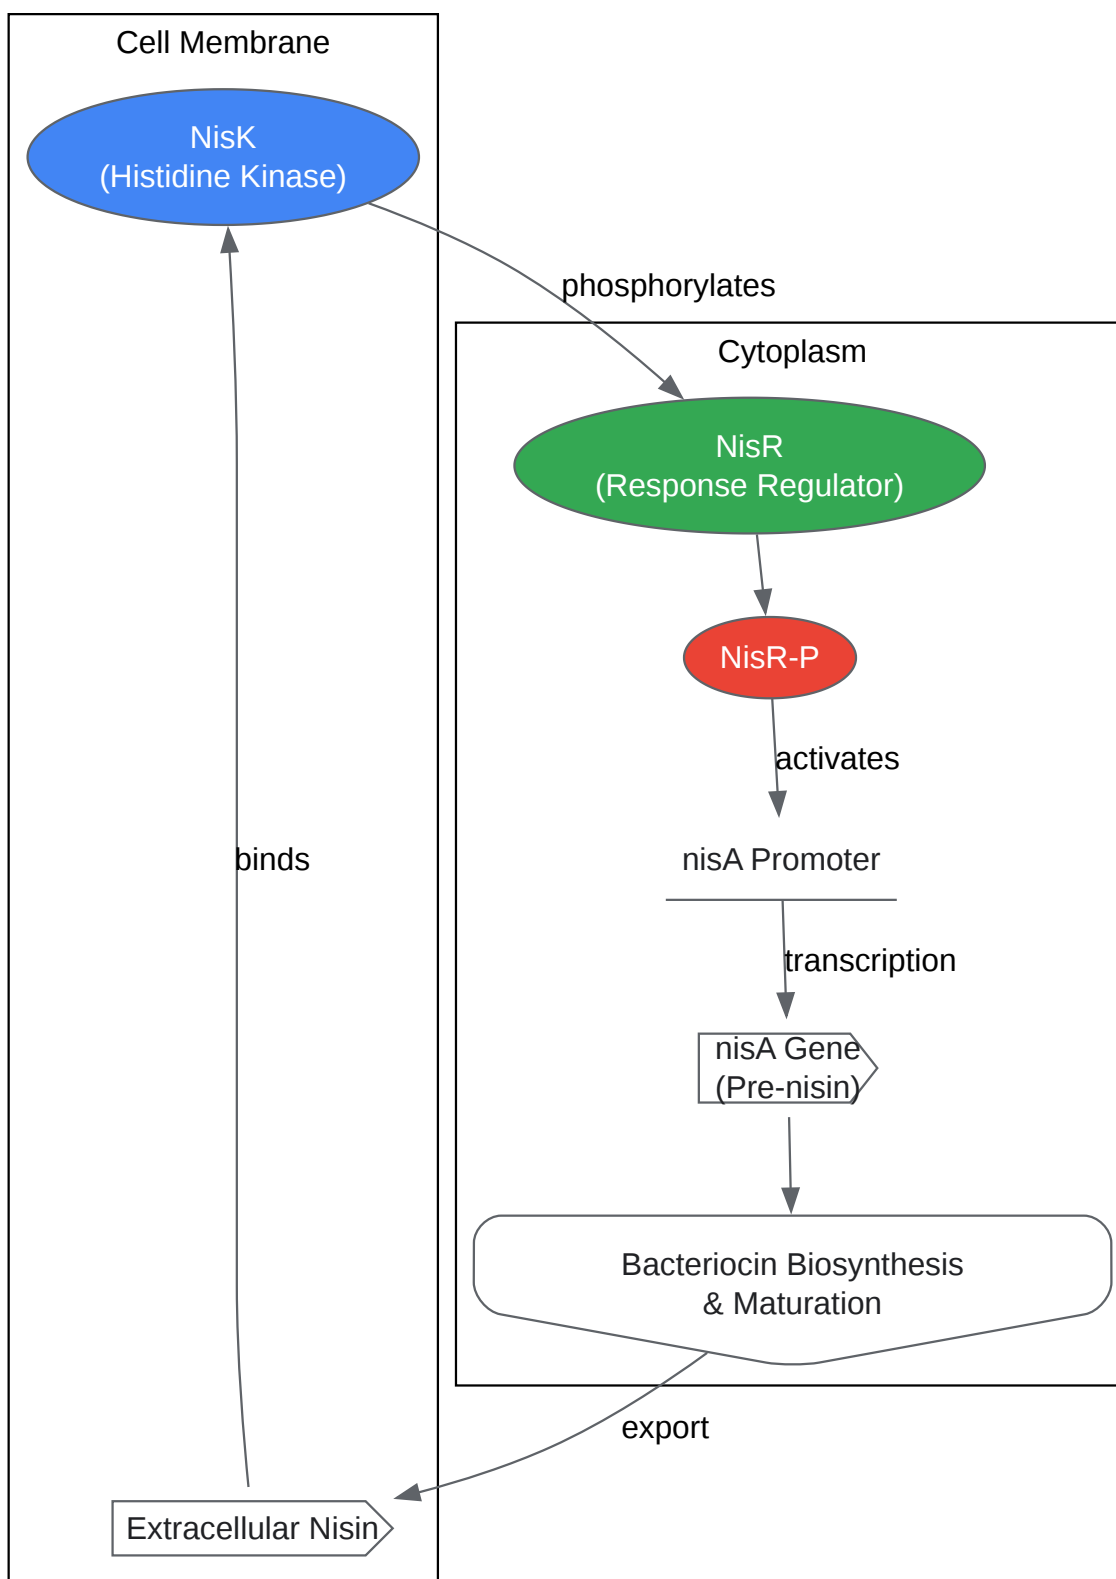 Cell Membrane
NisK
(Histidine Kinase)
phosphorylates
Cytoplasm
NisR
(Response Regulator)
NisR-P
activates
binds
nisA Promoter
transcription
nisA Gene
(Pre-nisin)
Bacteriocin Biosynthesis
& Maturation
export
Extracellular Nisin